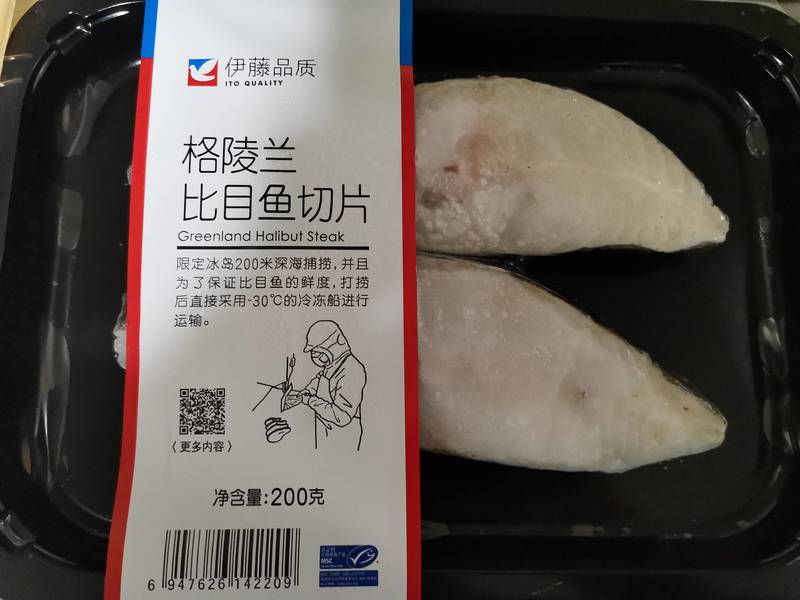 伊藤品质
ITO QUALITY
格陵兰
比目鱼切片
Greenland Halibut Steak
限定冰岛200米深海捕捞,并且
为了保证比目鱼的鲜度,打捞
后直接采用-30℃的冷冻船进行
运输。
〈更多内容〉
净含量:200克
6 947626 142209
MSC